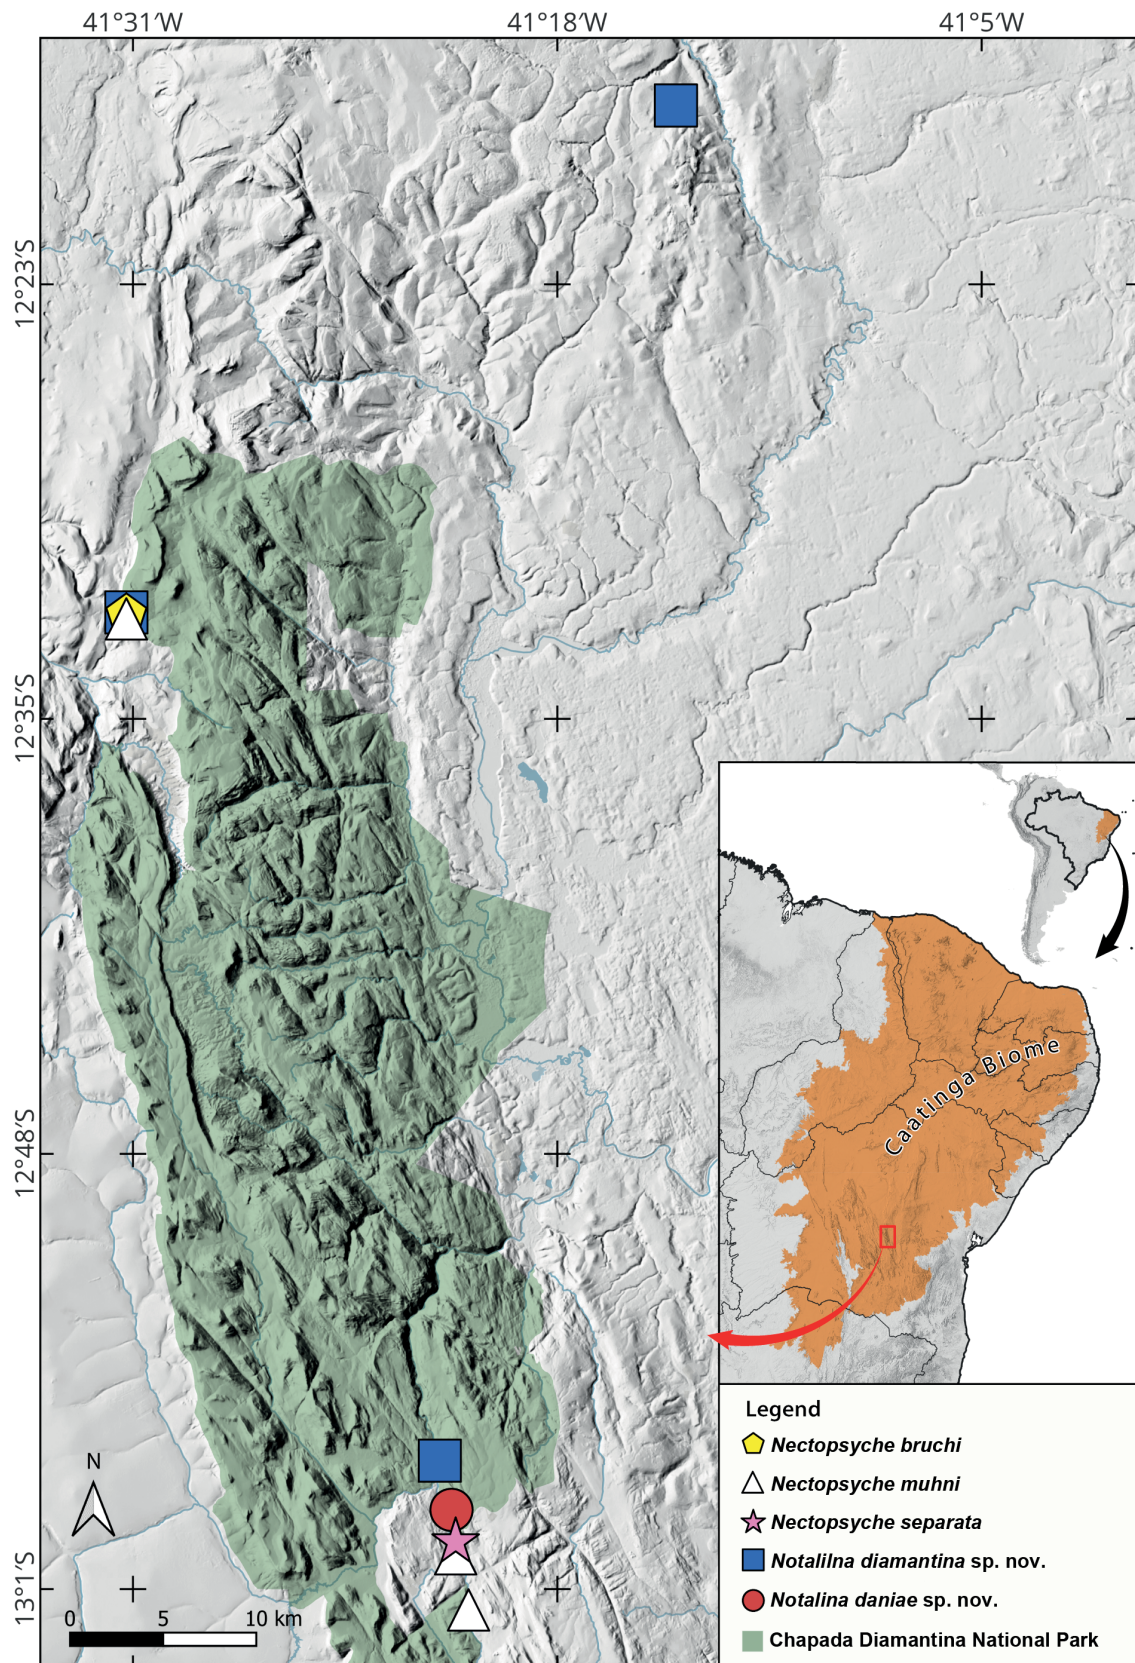 41°31′W 41°18′W 41°5′W
12°23′S
12°35′S
12°48′S
13°1′S
Caatinga Biome
N
0 5 10 km
Legend
Nectopsyche bruchi
Nectopsyche muhni
Nectopsyche separata
Notalilna diamantina sp. nov.
Notalina daniae sp. nov.
Chapada Diamantina National Park